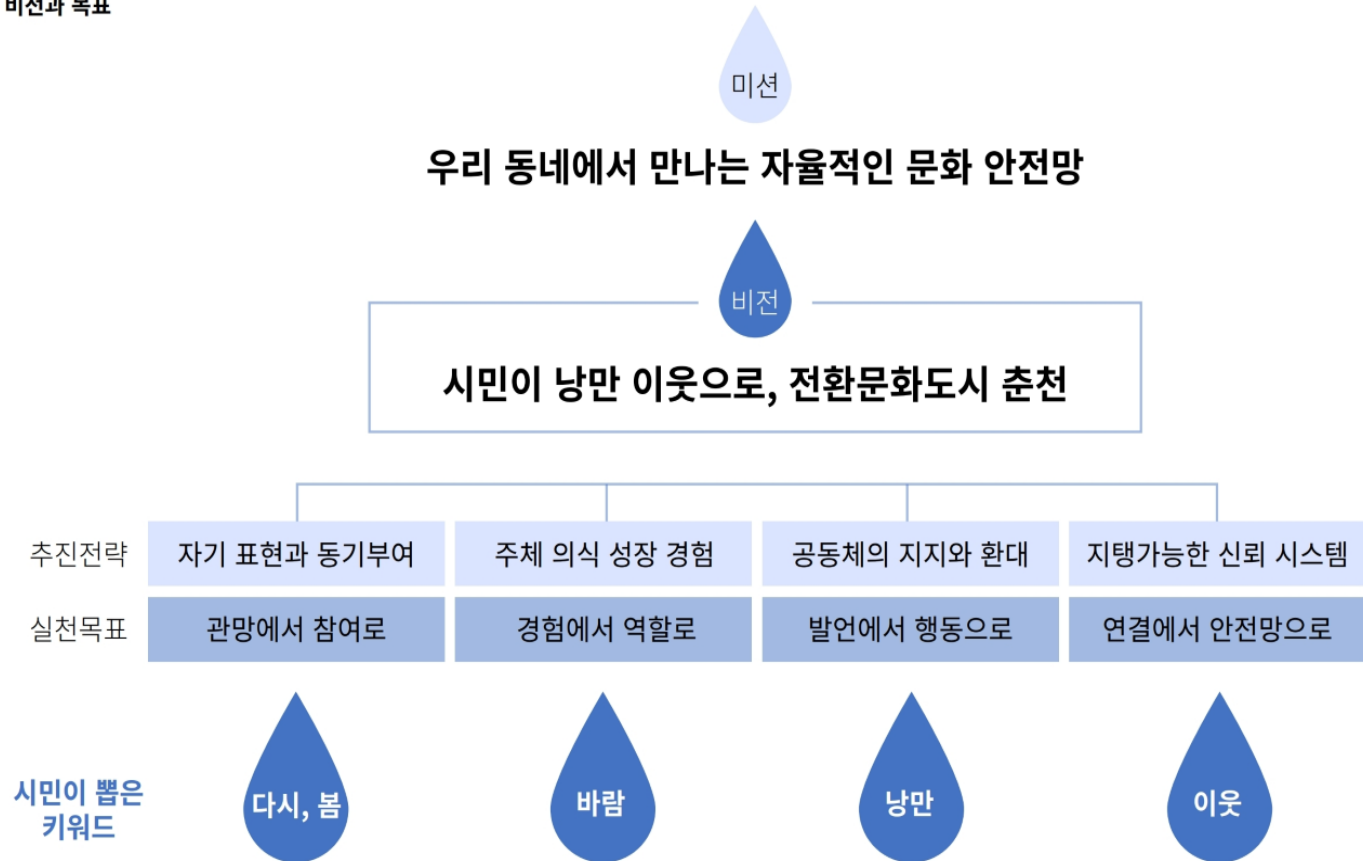 비전과 목표
미션
우리 동네에서 만나는 자율적인 문화 안전망
비전
시민이 낭만 이웃으로, 전환문화도시 춘천
추진전략 자기 표현과 동기부여 주체 의식 성장 경험 공동체의 지지와 환대 지탱가능한 신뢰 시스템
실천목표 관망에서 참여로 경험에서 역할로 발언에서 행동으로 연결에서 안전망으로
시민이 뽑은
키워드
다시, 봄 바람 낭만 이웃